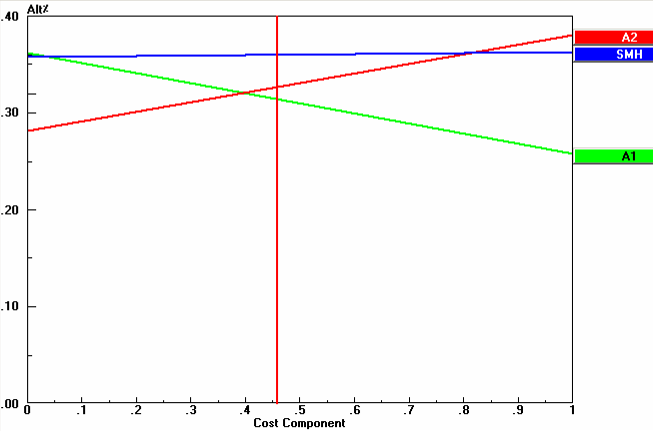 Alt%
.40
.30
.20
.10
.00
A2
SMH
A1
0 .1 .2 .3 .4 .5 .6 .7 .8 .9 1
Cost Component